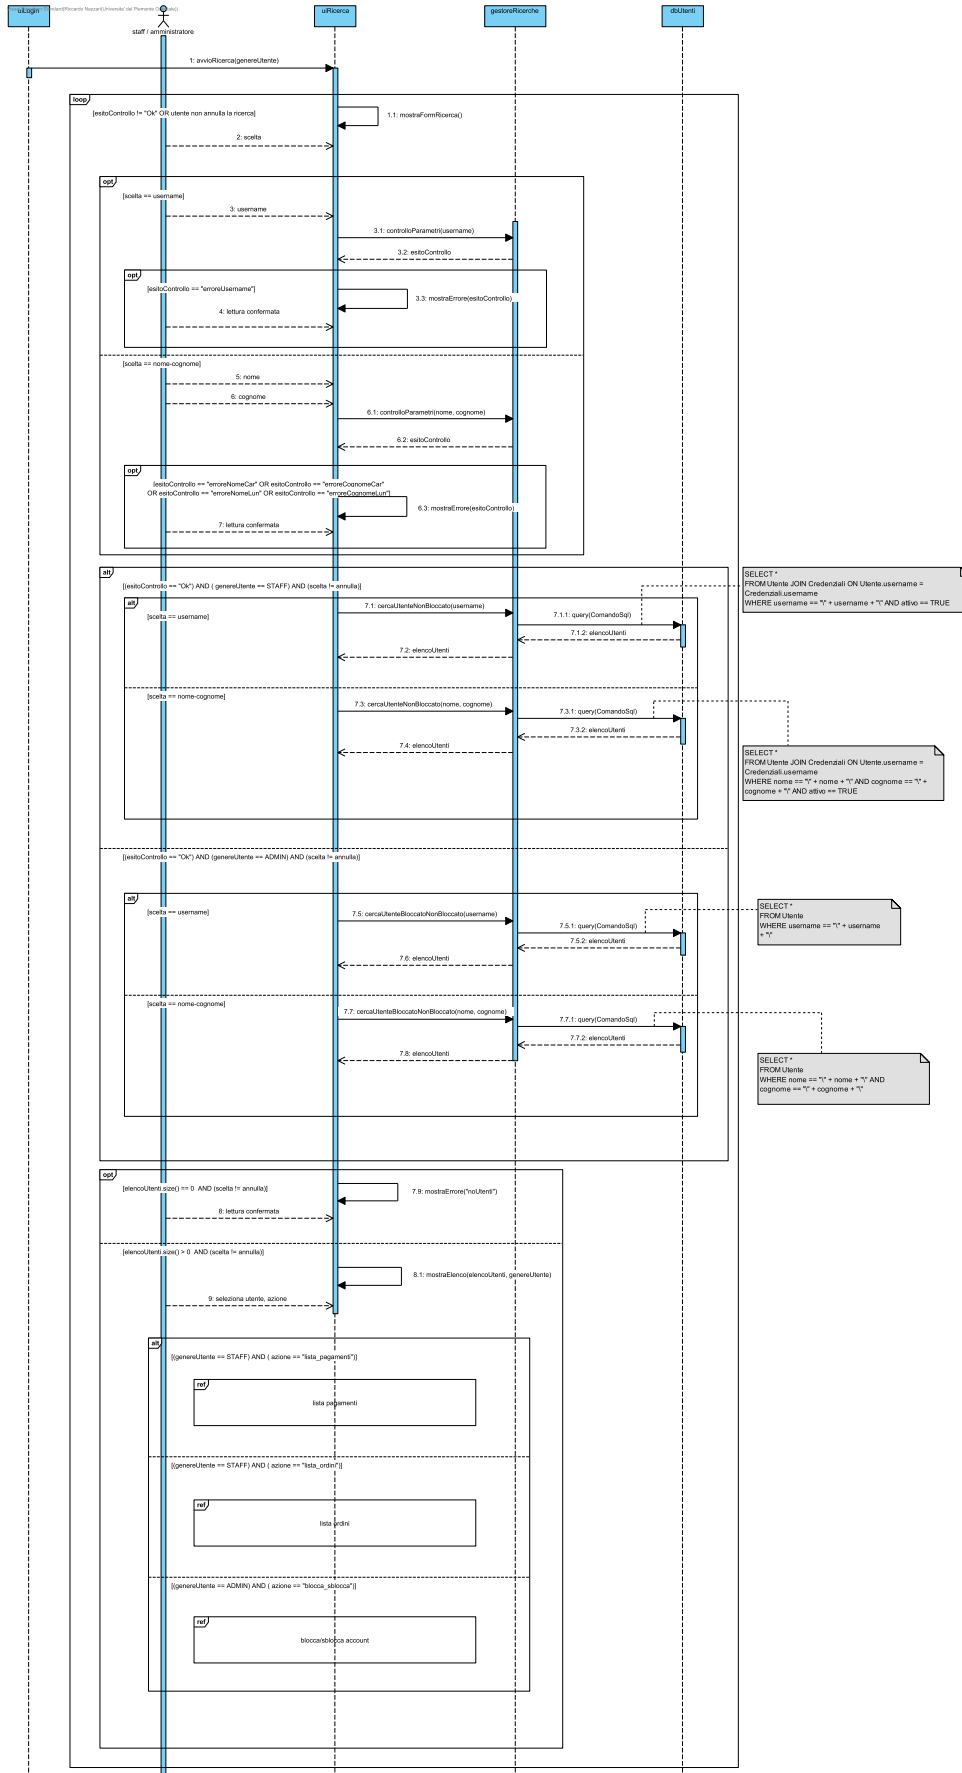 uiLogin
staff / amministratore
uiRicerca
gestoreRicerche
dbUtenti
1: avvioRicerca(genereUtente)
loop
[esitoControllo != "Ok" OR utente non annulla la ricerca]
1.1: mostraFormRicerca()
2: scelta
opt
[scelta == username]
3: username
3.1: controlloParametri(username)
3.2: esitoControllo
opt
[esitoControllo == "erroreUsername"]
3.3: mostraErrore(esitoControllo)
4: lettura confermata
[scelta == nome-cognome]
5: nome
6: cognome
6.1: controlloParametri(nome, cognome)
6.2: esitoControllo
opt
[esitoControllo == "erroreNomeCar" OR esitoControllo == "erroreCognomeCar"
OR esitoControllo == "erroreNomeLun" OR esitoControllo == "erroreCognomeLun"]
6.3: mostraErrore(esitoControllo)
7: lettura confermata
alt
[(esitoControllo == "Ok") AND ( genereUtente == STAFF) AND (scelta != annulla)]
SELECT *
FROM Utente JOIN Credenziali ON Utente.username =
Credenziali.username
WHERE username == "\" + username + "\" AND attivo == TRUE
alt
[scelta == username]
7.1: cercaUtenteNonBloccato(username)
7.1.1: query(ComandoSql)
7.1.2: elencoUtenti
7.2: elencoUtenti
[scelta == nome-cognome]
7.3: cercaUtenteNonBloccato(nome, cognome)
7.3.1: query(ComandoSql)
7.3.2: elencoUtenti
7.4: elencoUtenti
SELECT *
FROM Utente JOIN Credenziali ON Utente.username =
Credenziali.username
WHERE nome == "\" + nome + "\" AND cognome == "\" +
cognome + "\" AND attivo == TRUE
[(esitoControllo == "Ok") AND (genereUtente == ADMIN) AND (scelta != annulla)]
alt
[scelta == username]
7.5: cercaUtenteBloccatoNonBloccato(username)
7.5.1: query(ComandoSql)
7.5.2: elencoUtenti
7.6: elencoUtenti
SELECT *
FROM Utente
WHERE username == "\" + username
+ "\"
[scelta == nome-cognome]
7.7: cercaUtenteBloccatoNonBloccato(nome, cognome)
7.7.1: query(ComandoSql)
7.7.2: elencoUtenti
7.8: elencoUtenti
SELECT *
FROM Utente
WHERE nome == "\" + nome + "\" AND
cognome == "\" + cognome + "\"
opt
[elencoUtenti.size() == 0 AND (scelta != annulla)]
7.9: mostraErrore("noUtenti")
8: lettura confermata
[elencoUtenti.size() > 0 AND (scelta != annulla)]
8.1: mostraElenco(elencoUtenti, genereUtente)
9: seleziona utente, azione
alt
[(genereUtente == STAFF) AND ( azione == "lista_pagamenti")]
ref
lista pagamenti
[(genereUtente == STAFF) AND ( azione == "lista_ordini")]
ref
lista ordini
[(genereUtente == ADMIN) AND ( azione == "blocca_sblocca")]
ref
blocca/sblocca account